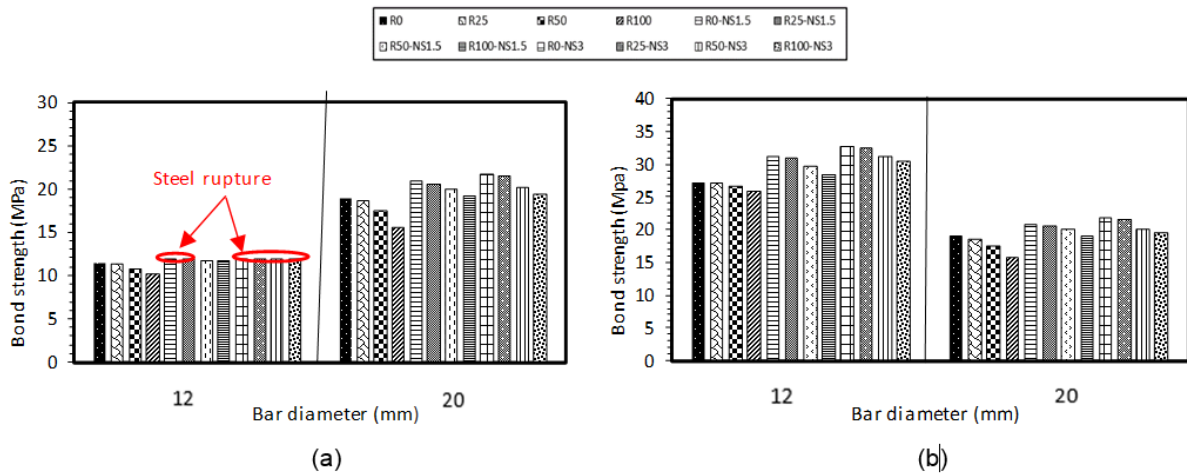 R0 R25 R50 R100 R0-NS1.5 R25-NS1.5
R50-NS1.5 R100-NS1.5 R0-NS3 R25-NS3 R50-NS3 R100-NS3
Bond strength (MPa)
30
25
20
15
10
5
0
Steel rupture
12 20
Bar diameter (mm)
(a)
Bond strength (Mpa)
40
35
30
25
20
15
10
5
0
12 20
Bar diameter (mm)
(b)